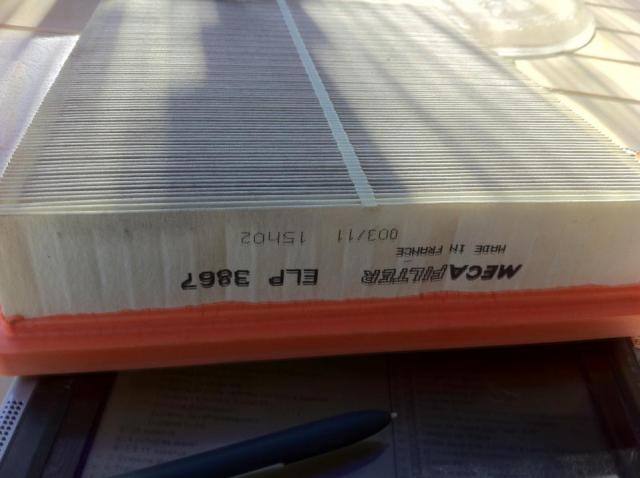 MECAFILTER ELP 3867
MADE IN FRANCE
003/11 15h02